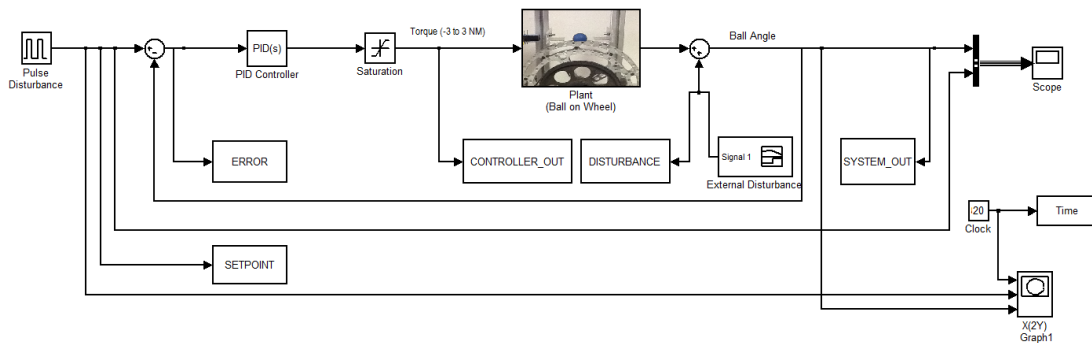 Pulse
Disturbance
PID(s)
PID Controller
Saturation
Torque (-3 to 3 NM)
Plant
(Ball on Wheel)
Ball Angle
Scope
ERROR
CONTROLLER_OUT
DISTURBANCE
Signal 1
External Disturbance
SYSTEM_OUT
Clock
Time
SETPOINT
X(2Y)
Graph1